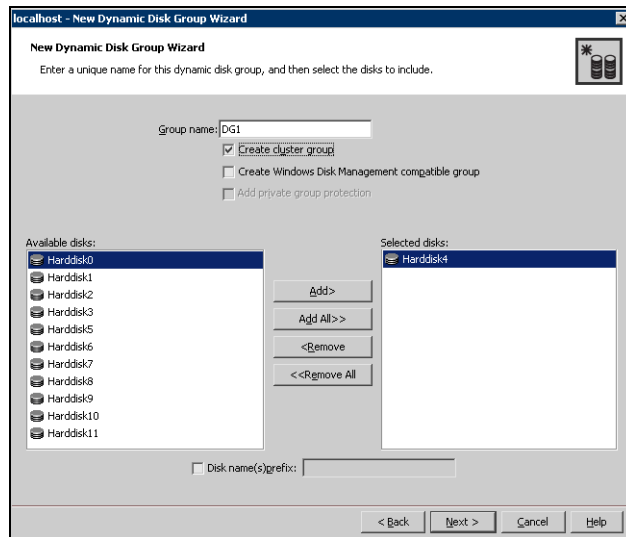 localhost - New Dynamic Disk Group Wizard
New Dynamic Disk Group Wizard
Enter a unique name for this dynamic disk group, and then select the disks to include.
Group name: DG1
Create cluster group
Create Windows Disk Management compatible group
Add private group protection
Available disks:
Harddisk0
Harddisk1
Harddisk2
Harddisk3
Harddisk5
Harddisk6
Harddisk7
Harddisk8
Harddisk9
Harddisk10
Harddisk11
Add>
Add All>>
<Remove
<<Remove All
Selected disks:
Harddisk4
Disk name(s)prefix:
< Back
Next >
Cancel
Help